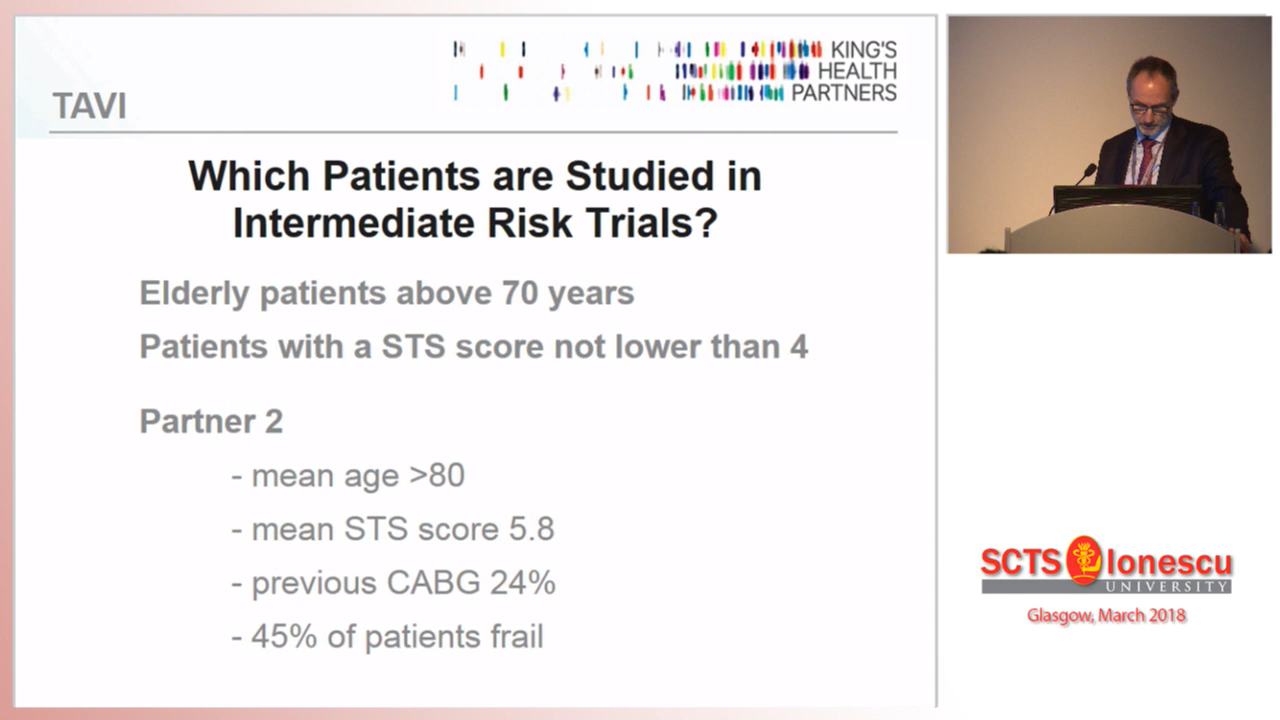 TAVI
KING'S
HEALTH
PARTNERS
Which Patients are Studied in
Intermediate Risk Trials?
Elderly patients above 70 years
Patients with a STS score not lower than 4
Partner 2
- mean age >80
- mean STS score 5.8
- previous CABG 24%
- 45% of patients frail
SCTS Ionescu
UNIVERSITY
Glasgow, March 2018